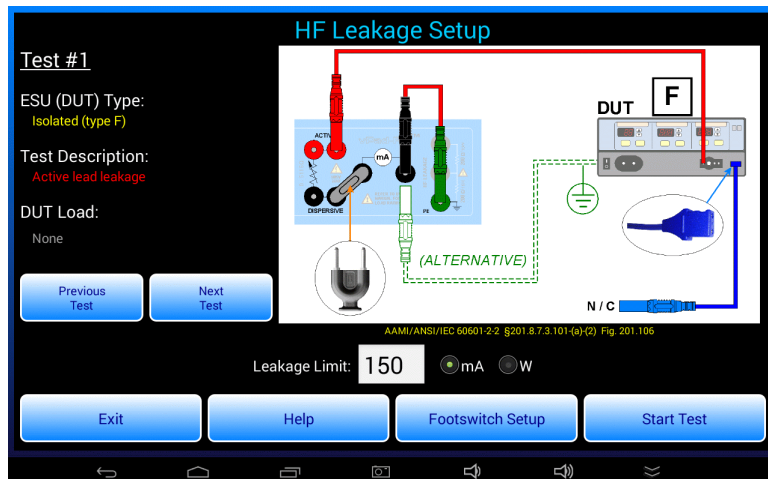 HF Leakage Setup
Test #1
ESU (DUT) Type:
Isolated (type F)
Test Description:
Active lead leakage
DUT Load:
None
Previous
Test
Next
Test
DUT
F
mA
DISPERSIVE
PE
(ALTERNATIVE)
N / C
AAMI/ANSI/IEC 60601-2-2 §201.8.7.3.101-(a)-(2) Fig. 201.106
Leakage Limit: 150 mA W
Exit
Help
Footswitch Setup
Start Test